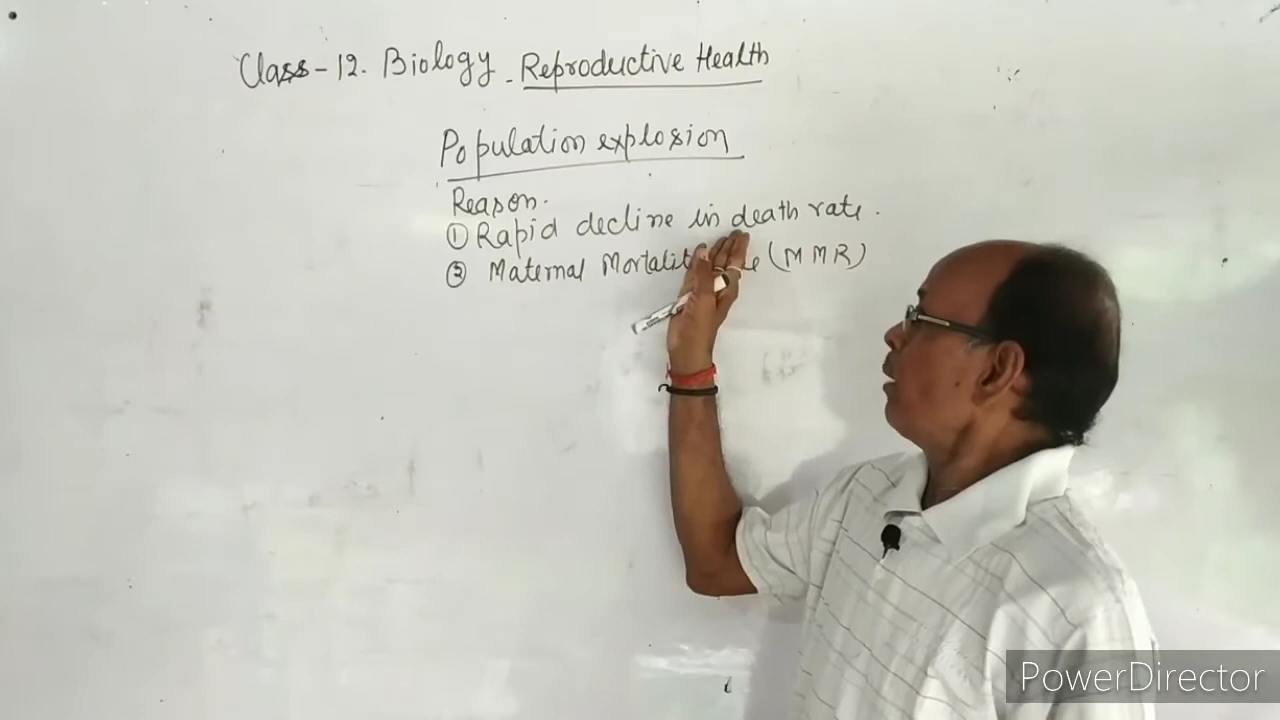 Class-12. Biology - Reproductive Health
Population explosion
Reason.
① Rapid decline in death rate.
② Maternal Mortalit (MMR)
PowerDirector